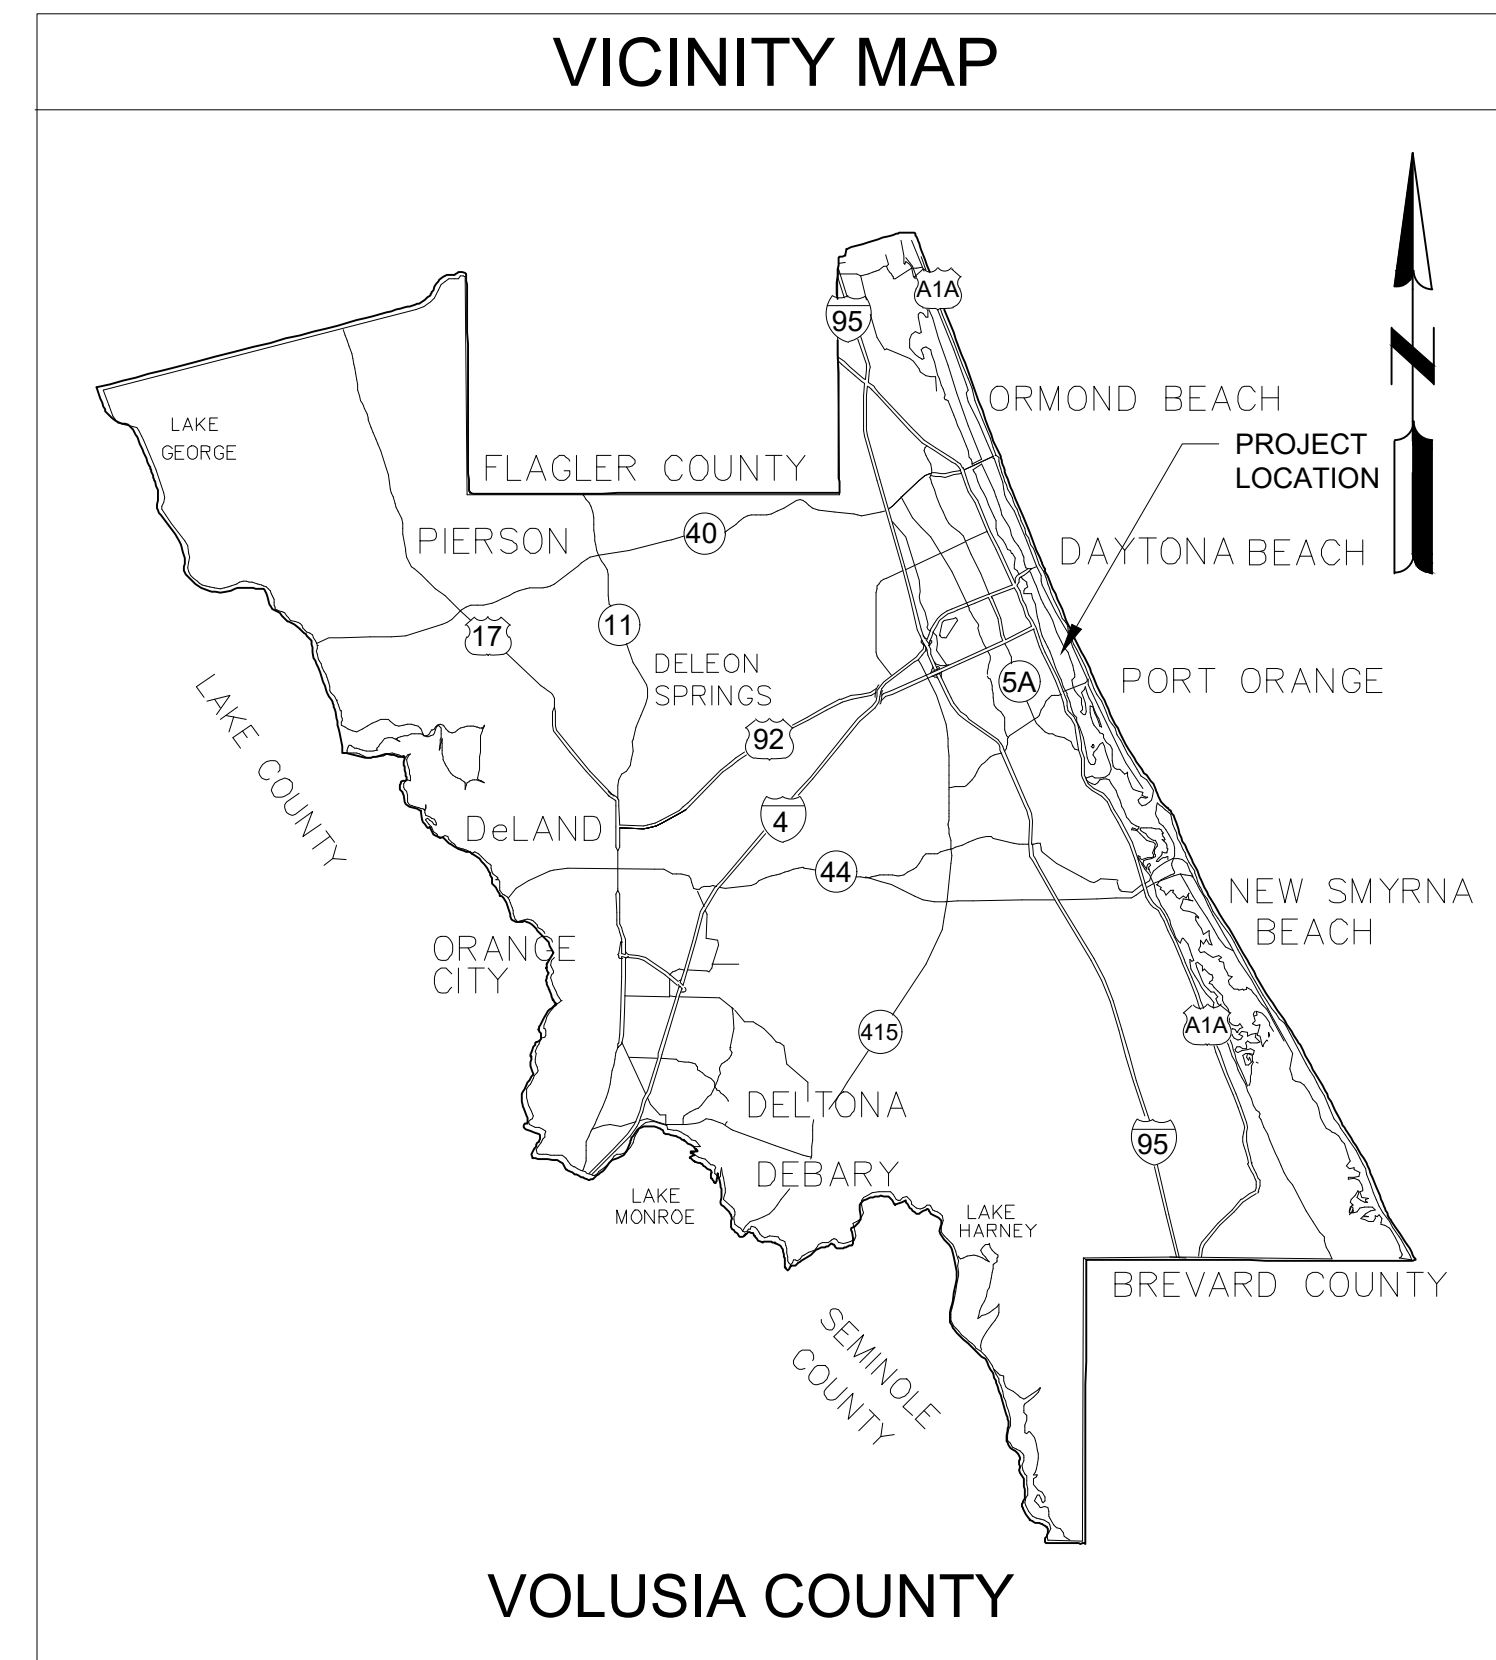 VICINITY MAP
A1A
95
N
ORMOND BEACH
LAKE
GEORGE
PROJECT
LOCATION
FLAGLER COUNTY
PIERSON
40
DAYTONA BEACH
17
11
DELEON
SPRINGS
5A
PORT ORANGE
LAKE COUNTY
92
4
DeLAND
44
NEW SMYRNA
BEACH
ORANGE
CITY
A1A
415
DELTONA
95
DEBARY
LAKE
MONROE
LAKE
HARNEY
BREVARD COUNTY
SEMINOLE
COUNTY
VOLUSIA COUNTY